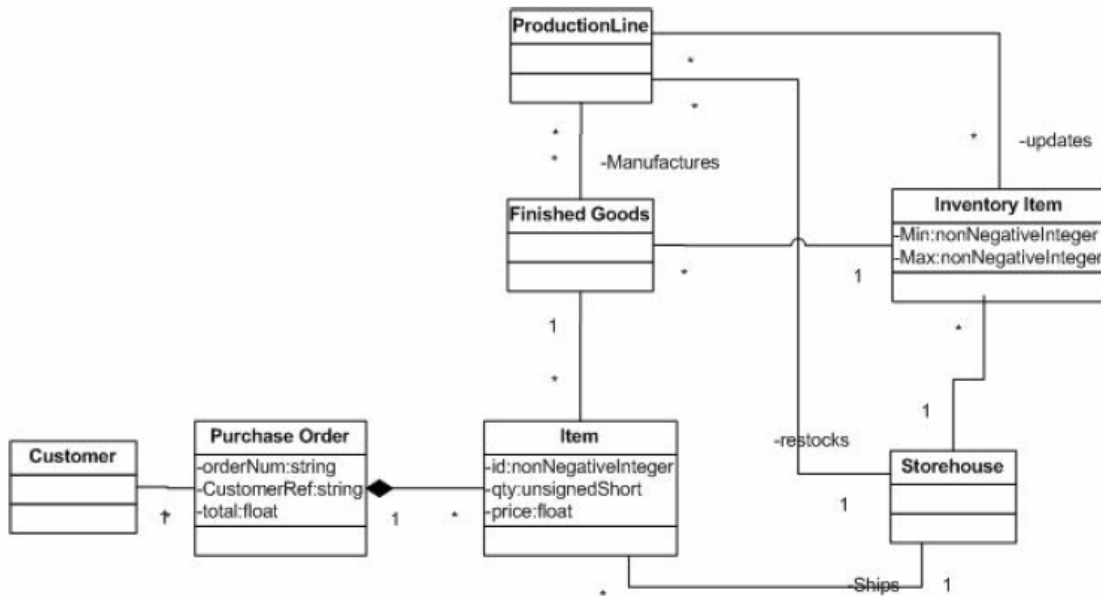 ProductionLine
*
*
*
*
-Manufactures
*
-updates
Finished Goods
Inventory Item
-Min:nonNegativeInteger
-Max:nonNegativeInteger
*
1
1
*
*
1
Customer
Purchase Order
-orderNum:string
-CustomerRef:string
-total:float
1
*
Item
-id:nonNegativeInteger
-qty:unsignedShort
-price:float
-restocks
Storehouse
1
*
-Ships
1